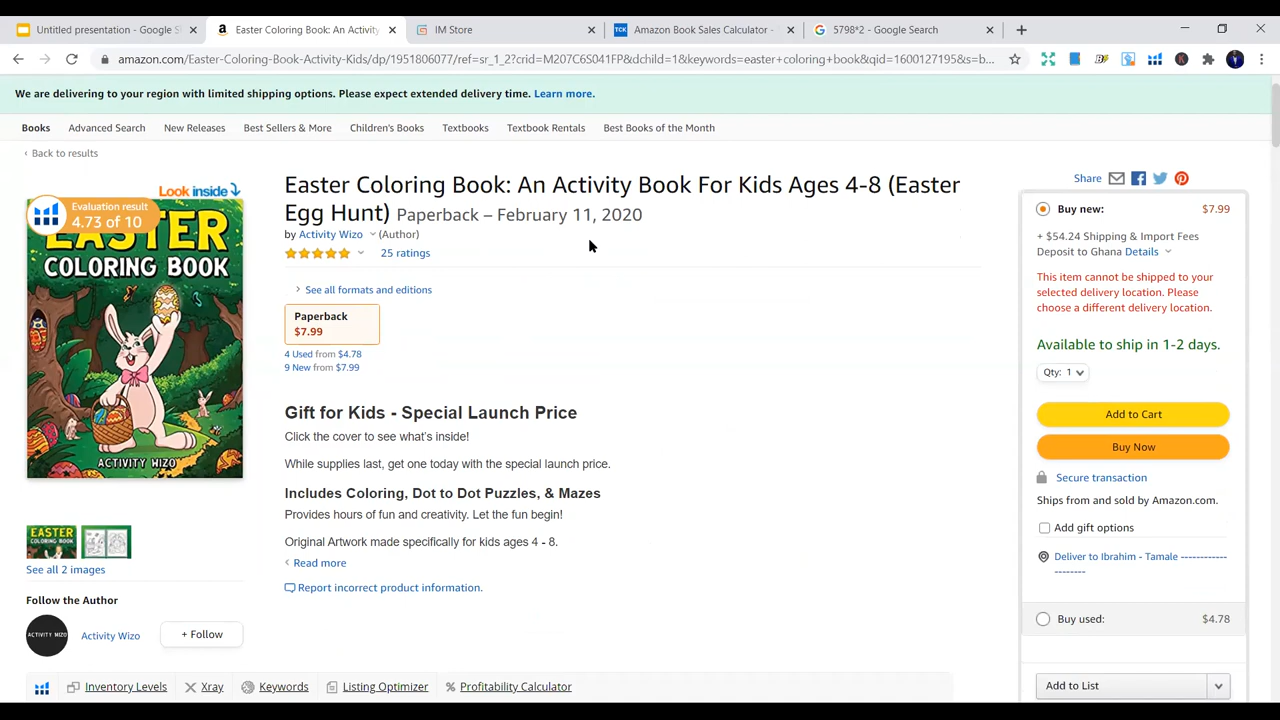 Untitled presentation - Google S
Easter Coloring Book: An Activity
IM Store
Amazon Book Sales Calculator -
5798*2 - Google Search
amazon.com/Easter-Coloring-Book-Activity-Kids/dp/1951806077/ref=sr_1_2?crid=M207C6S041FP&dchild=1&keywords=easter+coloring+book&qid=1600127195&s=b...
We are delivering to your region with limited shipping options. Please expect extended delivery time. Learn more.
Books Advanced Search New Releases Best Sellers & More Children's Books Textbooks Textbook Rentals Best Books of the Month
‹ Back to results
Look inside
Evaluation result
4.73 of 10
EASTER
COLORING BOOK
ACTIVITY WIZO
See all 2 images
Follow the Author
ACTIVITY WIZO
Activity Wizo
+ Follow
Easter Coloring Book: An Activity Book For Kids Ages 4-8 (Easter
Egg Hunt) Paperback – February 11, 2020
by Activity Wizo (Author)
25 ratings
See all formats and editions
Paperback
$7.99
4 Used from $4.78
9 New from $7.99
Gift for Kids - Special Launch Price
Click the cover to see what's inside!
While supplies last, get one today with the special launch price.
Includes Coloring, Dot to Dot Puzzles, & Mazes
Provides hours of fun and creativity. Let the fun begin!
Original Artwork made specifically for kids ages 4 - 8.
Read more
Report incorrect product information.
Inventory Levels Xray Keywords Listing Optimizer Profitability Calculator
Share
Buy new: $7.99
+ $54.24 Shipping & Import Fees
Deposit to Ghana Details
This item cannot be shipped to your
selected delivery location. Please
choose a different delivery location.
Available to ship in 1-2 days.
Qty: 1
Add to Cart
Buy Now
Secure transaction
Ships from and sold by Amazon.com.
Add gift options
Deliver to Ibrahim - Tamale ------------
--------
Buy used: $4.78
Add to List